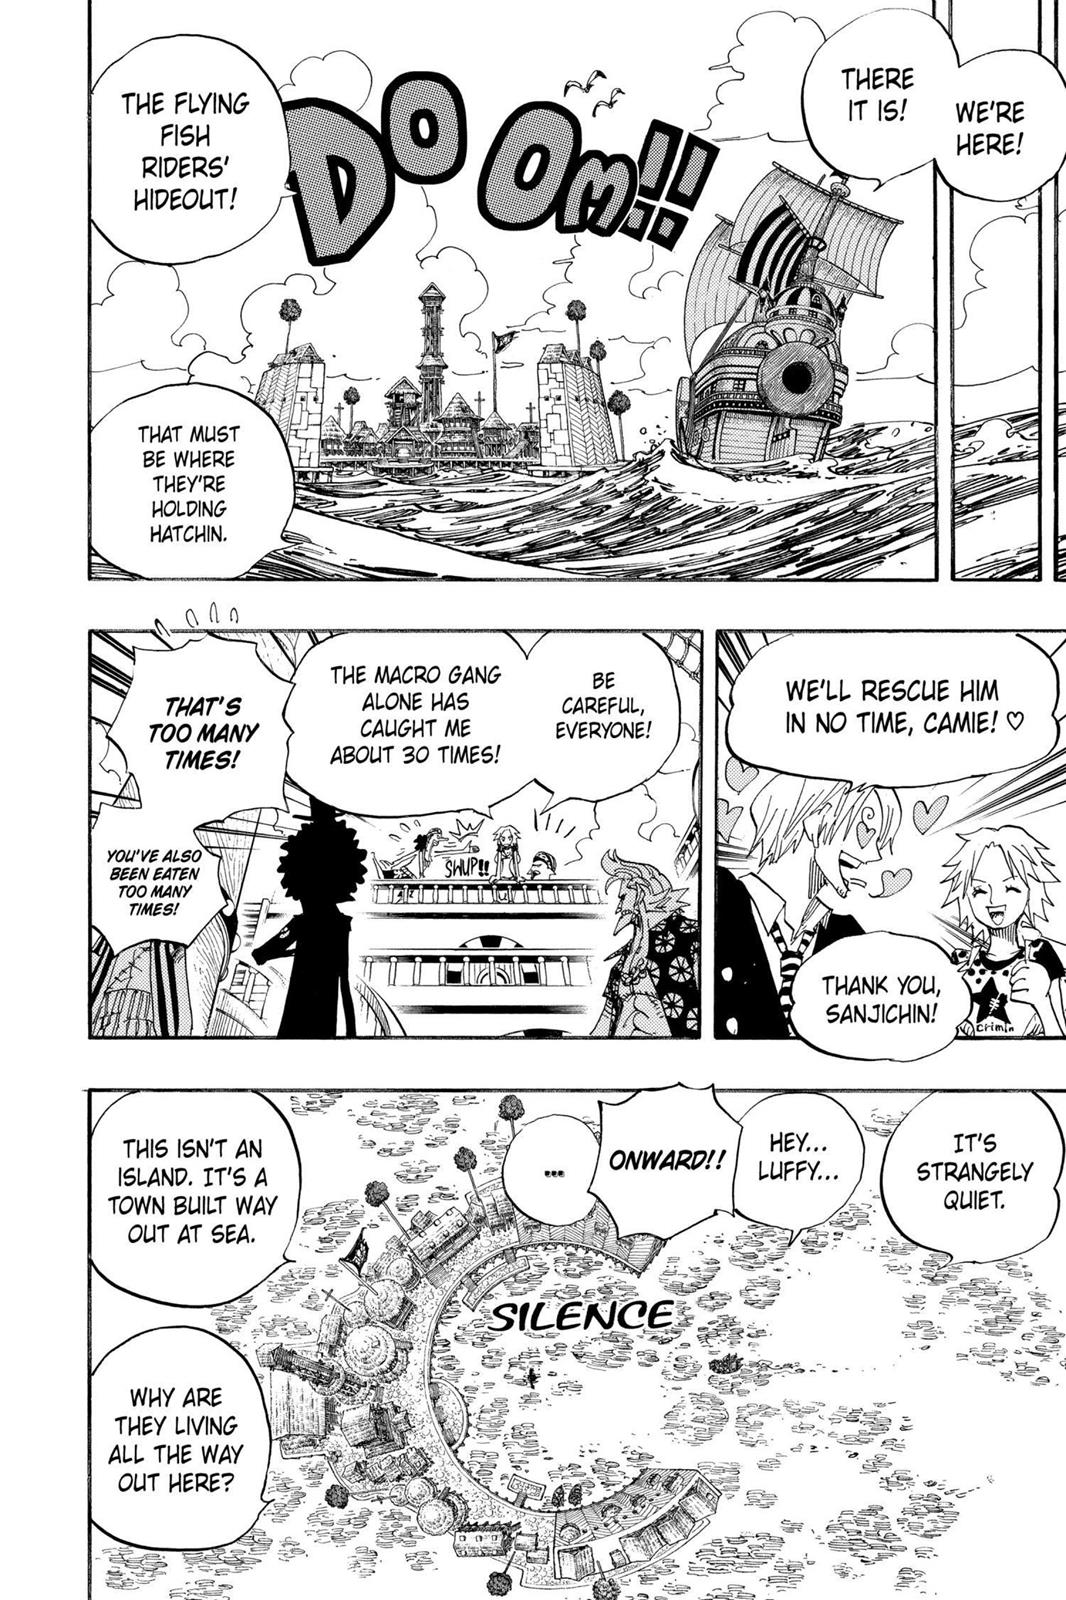 THERE
IT IS!
WE'RE
HERE!
DOOM!!
THE FLYING
FISH
RIDERS'
HIDEOUT!
THAT MUST
BE WHERE
THEY'RE
HOLDING
HATCHIN.
WE'LL RESCUE HIM
IN NO TIME, CAMIE! ♡
THANK YOU,
SANJICHIN!
crimin
BE
CAREFUL,
EVERYONE!
THE MACRO GANG
ALONE HAS
CAUGHT ME
ABOUT 30 TIMES!
SWUP!!
THAT'S
TOO MANY
TIMES!
YOU'VE ALSO
BEEN EATEN
TOO MANY
TIMES!
IT'S
STRANGELY
QUIET.
HEY...
LUFFY...
ONWARD!!
...
SILENCE
THIS ISN'T AN
ISLAND. IT'S A
TOWN BUILT WAY
OUT AT SEA.
WHY ARE
THEY LIVING
ALL THE WAY
OUT HERE?